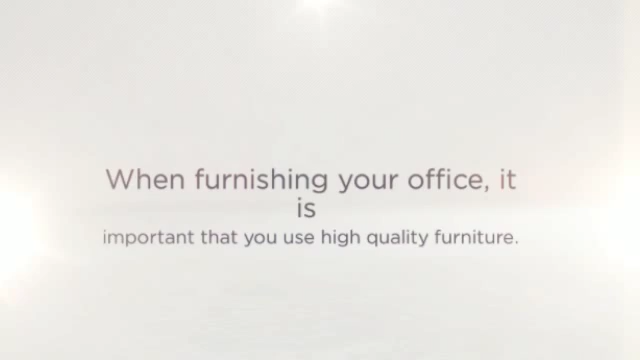 When furnishing your office, it
is
important that you use high quality furniture.